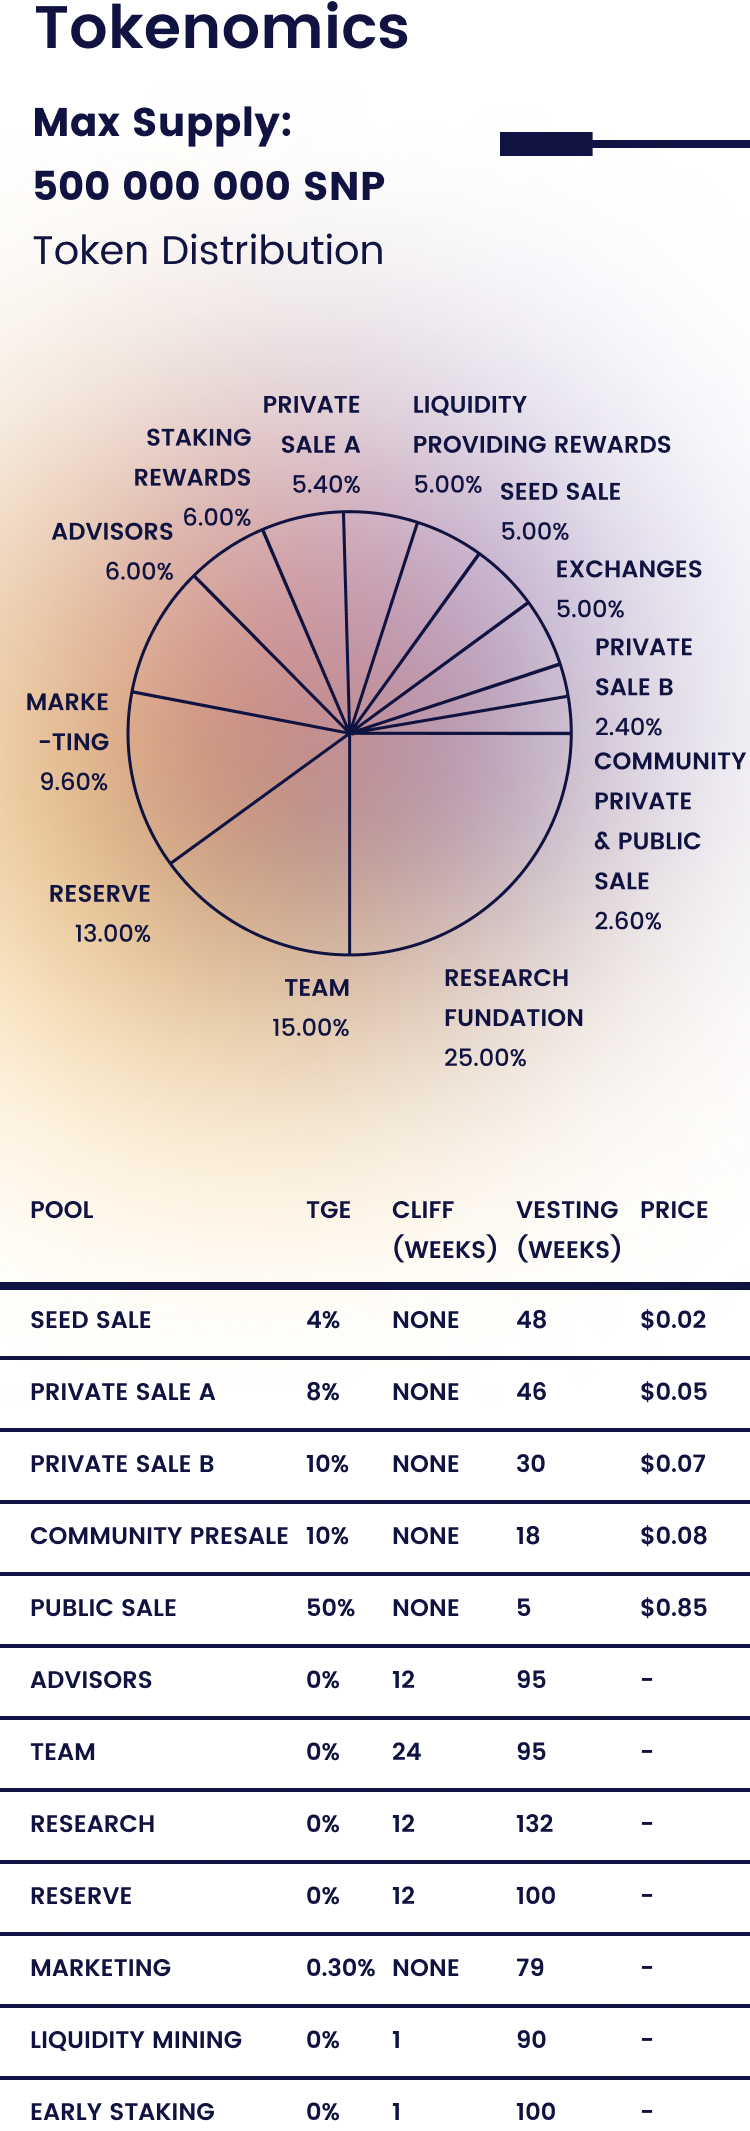 Tokenomics
Max Supply:
500 000 000 SNP
Token Distribution
PRIVATE
SALE A
5.40%
LIQUIDITY
PROVIDING REWARDS
5.00%
STAKING
REWARDS
6.00%
SEED SALE
5.00%
ADVISORS
6.00%
EXCHANGES
5.00%
PRIVATE
SALE B
2.40%
MARKE
-TING
9.60%
COMMUNITY
PRIVATE
& PUBLIC
SALE
2.60%
RESERVE
13.00%
TEAM
15.00%
RESEARCH
FUNDATION
25.00%
POOL TGE CLIFF (WEEKS) VESTING (WEEKS) PRICE
SEED SALE 4% NONE 48 $0.02
PRIVATE SALE A 8% NONE 46 $0.05
PRIVATE SALE B 10% NONE 30 $0.07
COMMUNITY PRESALE 10% NONE 18 $0.08
PUBLIC SALE 50% NONE 5 $0.85
ADVISORS 0% 12 95 -
TEAM 0% 24 95 -
RESEARCH 0% 12 132 -
RESERVE 0% 12 100 -
MARKETING 0.30% NONE 79 -
LIQUIDITY MINING 0% 1 90 -
EARLY STAKING 0% 1 100 -